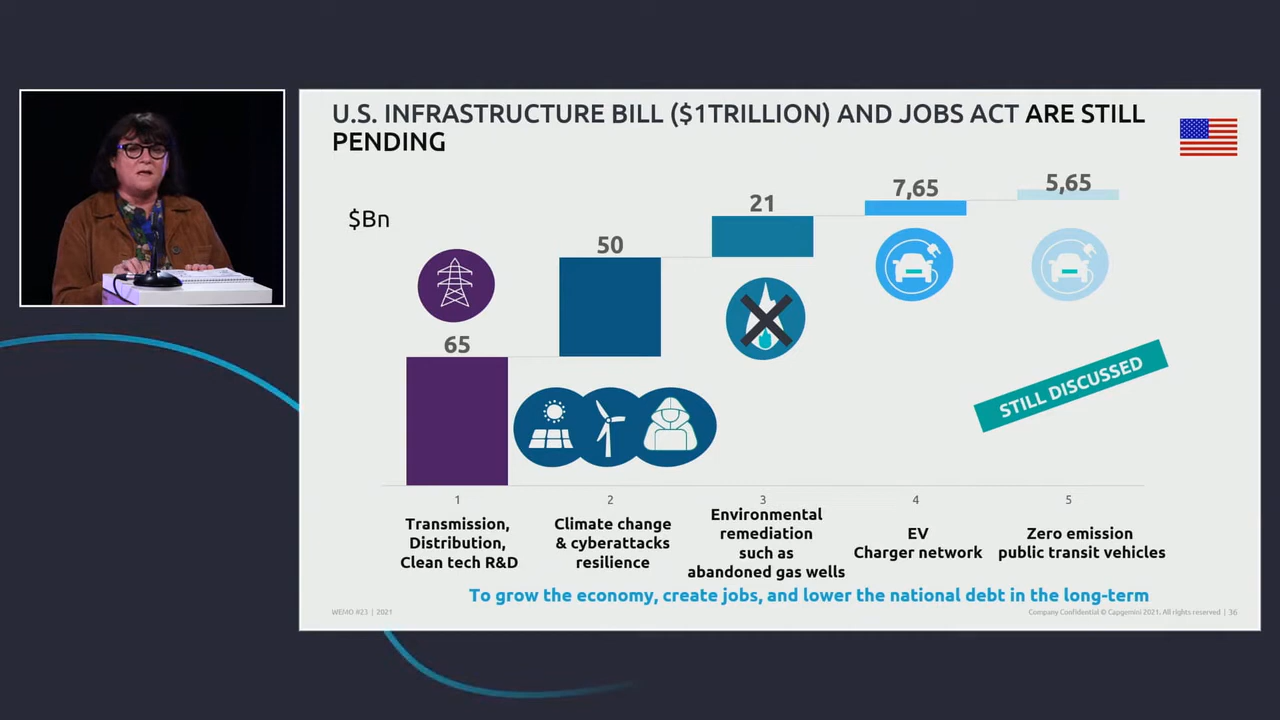 U.S. INFRASTRUCTURE BILL ($1TRILLION) AND JOBS ACT ARE STILL
PENDING
$Bn
65
50
21
7,65
5,65
STILL DISCUSSED
1
2
3
4
5
Transmission,
Distribution,
Clean tech R&D
Climate change
& cyberattacks
resilience
Environmental
remediation
such as
abandoned gas wells
EV
Charger network
Zero emission
public transit vehicles
To grow the economy, create jobs, and lower the national debt in the long-term
WEMO #23 | 2021
Company Confidential © Capgemini 2021. All rights reserved | 36